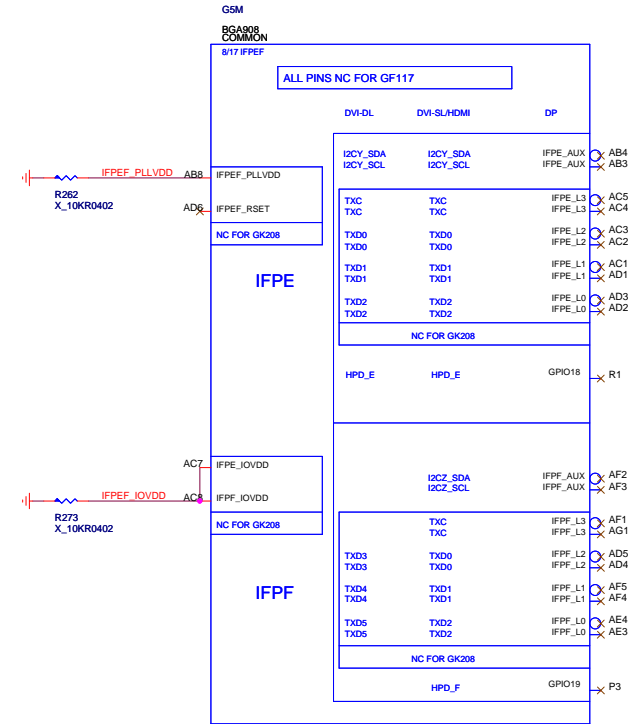 G5M
BGA908
COMMON
8/17 IFPEF
ALL PINS NC FOR GF117
DVI-DL DVI-SL/HDMI DP
I2CY_SDA I2CY_SDA IFPE_AUX AB4
I2CY_SCL I2CY_SCL IFPE_AUX AB3
IFPEF_PLLVDD AB8 IFPEF_PLLVDD
R262
X_10KR0402
AD6 IFPEF_RSET
NC FOR GK208
TXC TXC IFPE_L3 AC5
TXC TXC IFPE_L3 AC4
TXD0 TXD0 IFPE_L2 AC3
TXD0 TXD0 IFPE_L2 AC2
IFPE
TXD1 TXD1 IFPE_L1 AC1
TXD1 TXD1 IFPE_L1 AD1
TXD2 TXD2 IFPE_L0 AD3
TXD2 TXD2 IFPE_L0 AD2
NC FOR GK208
HPD_E HPD_E GPIO18 R1
AC7 IFPE_IOVDD
IFPEF_IOVDD AC8 IFPF_IOVDD
R273
X_10KR0402
NC FOR GK208
I2CZ_SDA IFPF_AUX AF2
I2CZ_SCL IFPF_AUX AF3
TXC IFPF_L3 AF1
TXC IFPF_L3 AG1
TXD3 TXD0 IFPF_L2 AD5
TXD3 TXD0 IFPF_L2 AD4
IFPF
TXD4 TXD1 IFPF_L1 AF5
TXD4 TXD1 IFPF_L1 AF4
TXD5 TXD2 IFPF_L0 AE4
TXD5 TXD2 IFPF_L0 AE3
NC FOR GK208
HPD_F GPIO19 P3